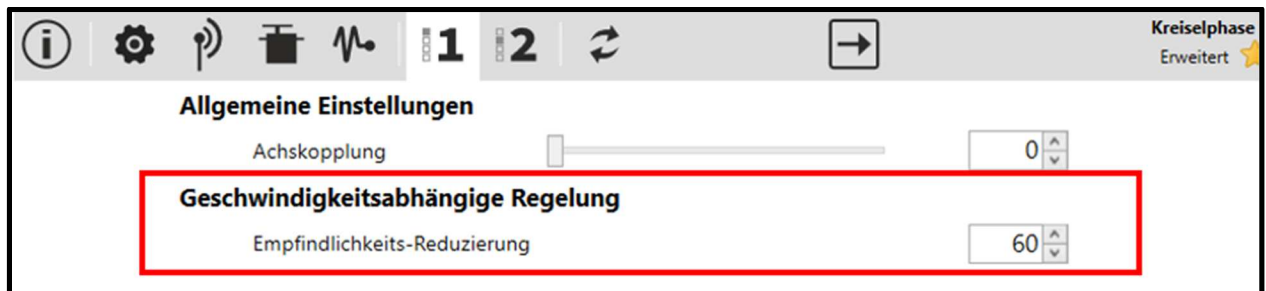 1
2
Kreiselphase
Erweitert
Allgemeine Einstellungen
Achskopplung 0
Geschwindigkeitsabhängige Regelung
Empfindlichkeits-Reduzierung 60